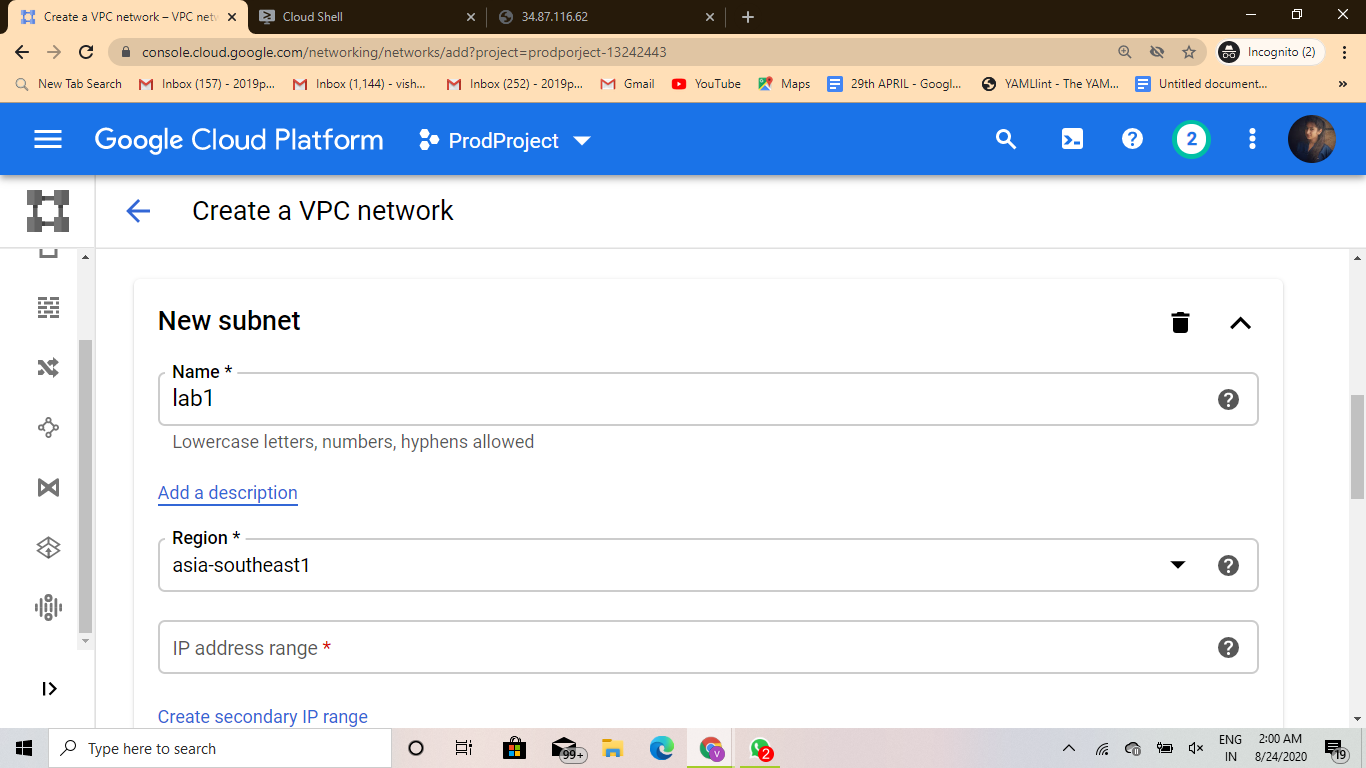 Create a VPC network – VPC netw
Cloud Shell
34.87.116.62
console.cloud.google.com/networking/networks/add?project=prodporject-13242443
Incognito (2)
New Tab Search
Inbox (157) - 2019p...
Inbox (1,144) - vish...
Inbox (252) - 2019p...
Gmail
YouTube
Maps
29th APRIL - Googl...
YAMLlint - The YAM...
Untitled document...
»
Google Cloud Platform
ProdProject
2
Create a VPC network
New subnet
Name *
lab1
Lowercase letters, numbers, hyphens allowed
Add a description
Region *
asia-southeast1
IP address range *
Create secondary IP range
Type here to search
99+
V
2
ENG
IN
2:00 AM
8/24/2020
19